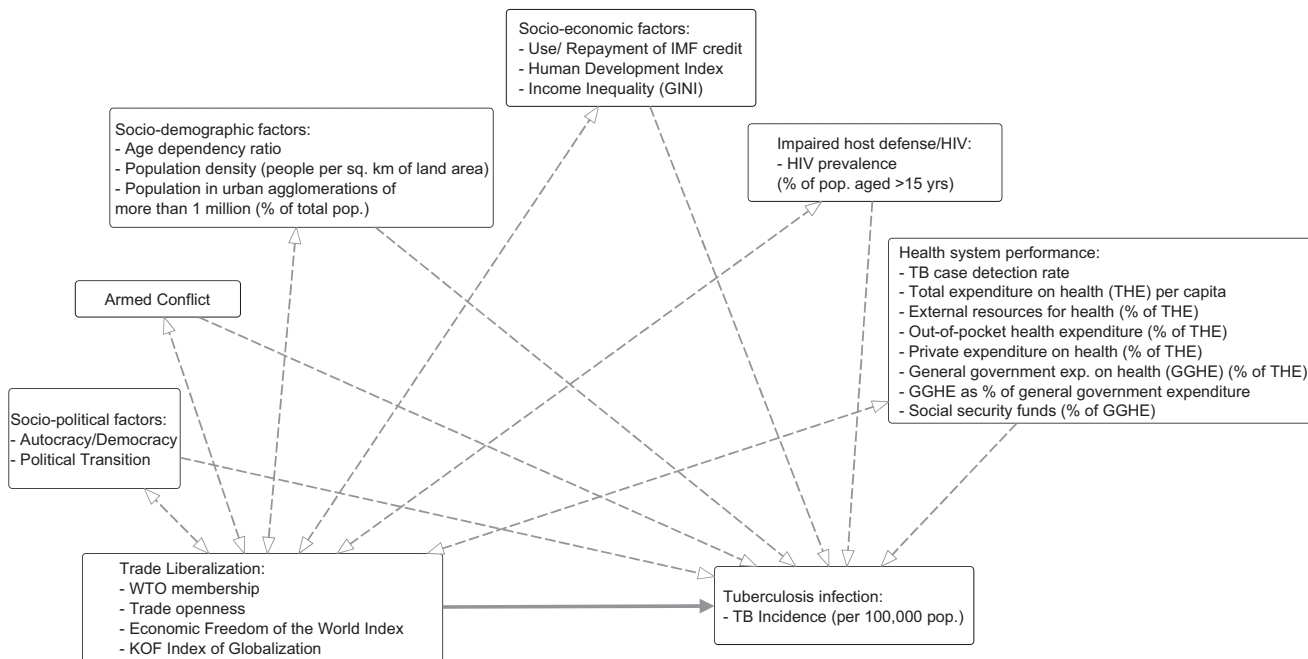 Socio-economic factors:
- Use/ Repayment of IMF credit
- Human Development Index
- Income Inequality (GINI)
Socio-demographic factors:
- Age dependency ratio
- Population density (people per sq. km of land area)
- Population in urban agglomerations of
more than 1 million (% of total pop.)
Impaired host defense/HIV:
- HIV prevalence
(% of pop. aged >15 yrs)
Health system performance:
- TB case detection rate
- Total expenditure on health (THE) per capita
- External resources for health (% of THE)
- Out-of-pocket health expenditure (% of THE)
- Private expenditure on health (% of THE)
- General government exp. on health (GGHE) (% of THE)
- GGHE as % of general government expenditure
- Social security funds (% of GGHE)
Armed Conflict
Socio-political factors:
- Autocracy/Democracy
- Political Transition
Trade Liberalization:
- WTO membership
- Trade openness
- Economic Freedom of the World Index
- KOF Index of Globalization
Tuberculosis infection:
- TB Incidence (per 100,000 pop.)